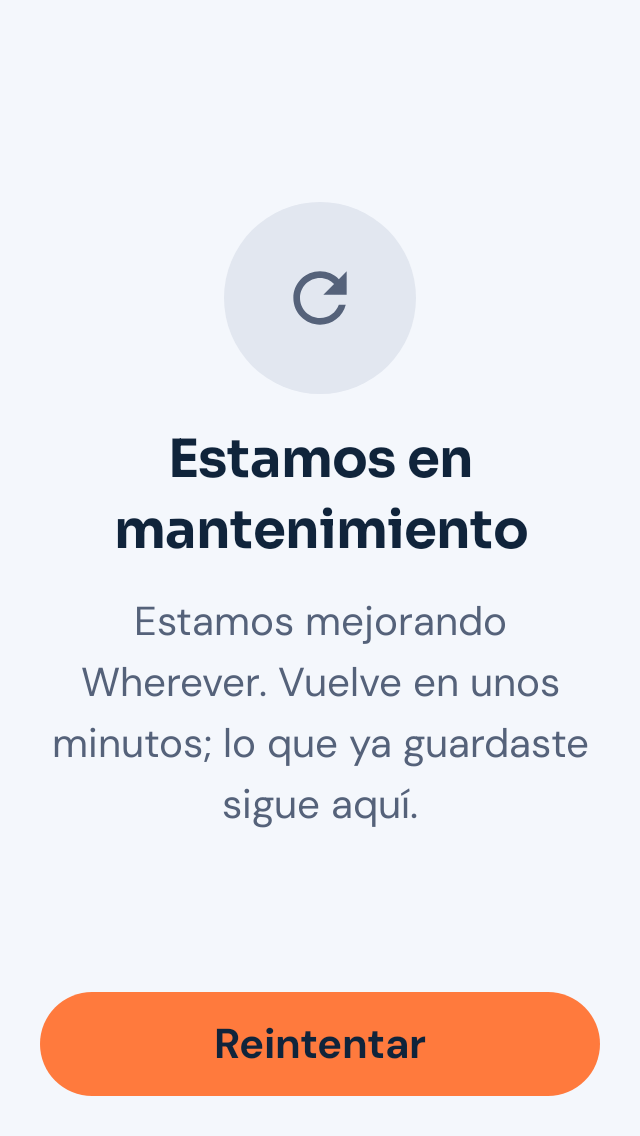 Estamos en
mantenimiento
Estamos mejorando
Wherever. Vuelve en unos
minutos; lo que ya guardaste
sigue aquí.
Reintentar